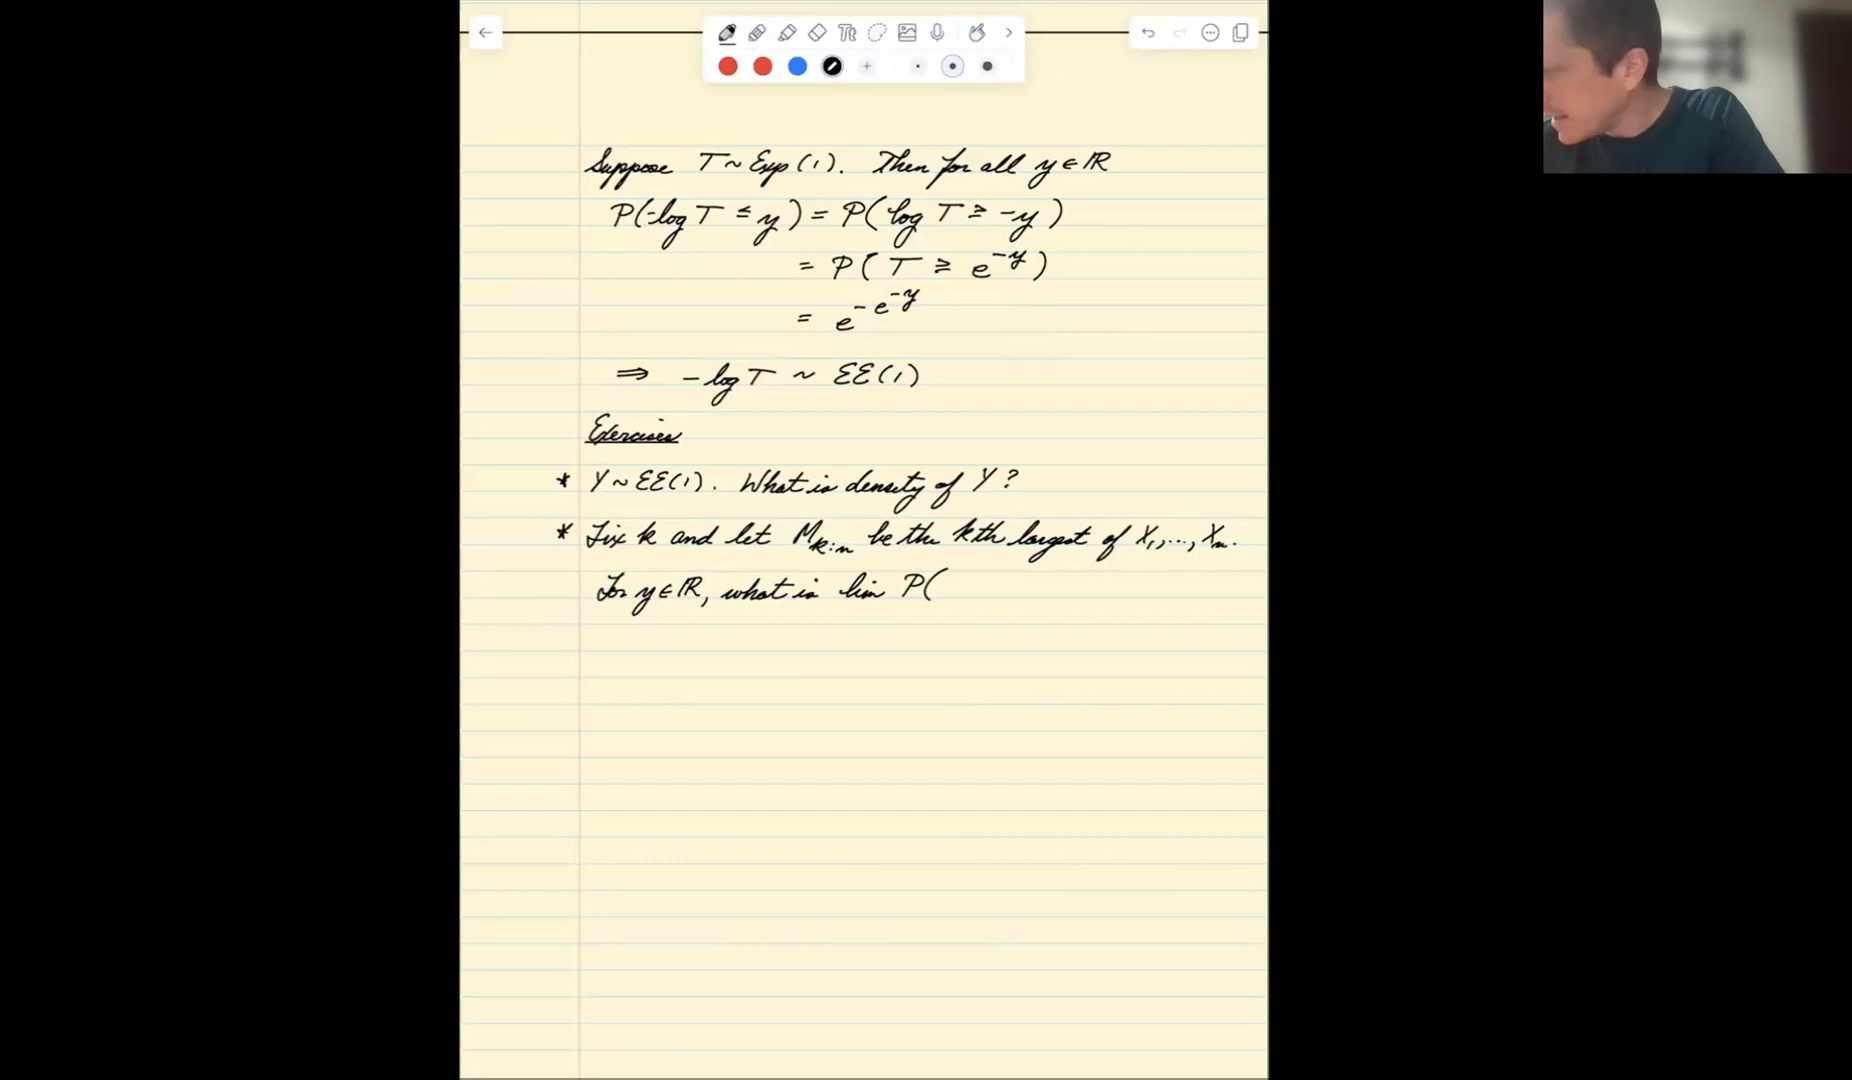 Suppose T ~ Exp(1). Then for all y ∈ ℝ
P(-log T ≤ y) = P(log T ≥ -y)
= P(T ≥ e^{-y})
= e^{-e^{-y}}
⇒ -log T ~ EE(1)
Exercises
* Y ~ EE(1). What is density of Y?
* Fix k and let M_{k:n} be the kth largest of X_1, ..., X_n.
For y ∈ ℝ, what is lim P(